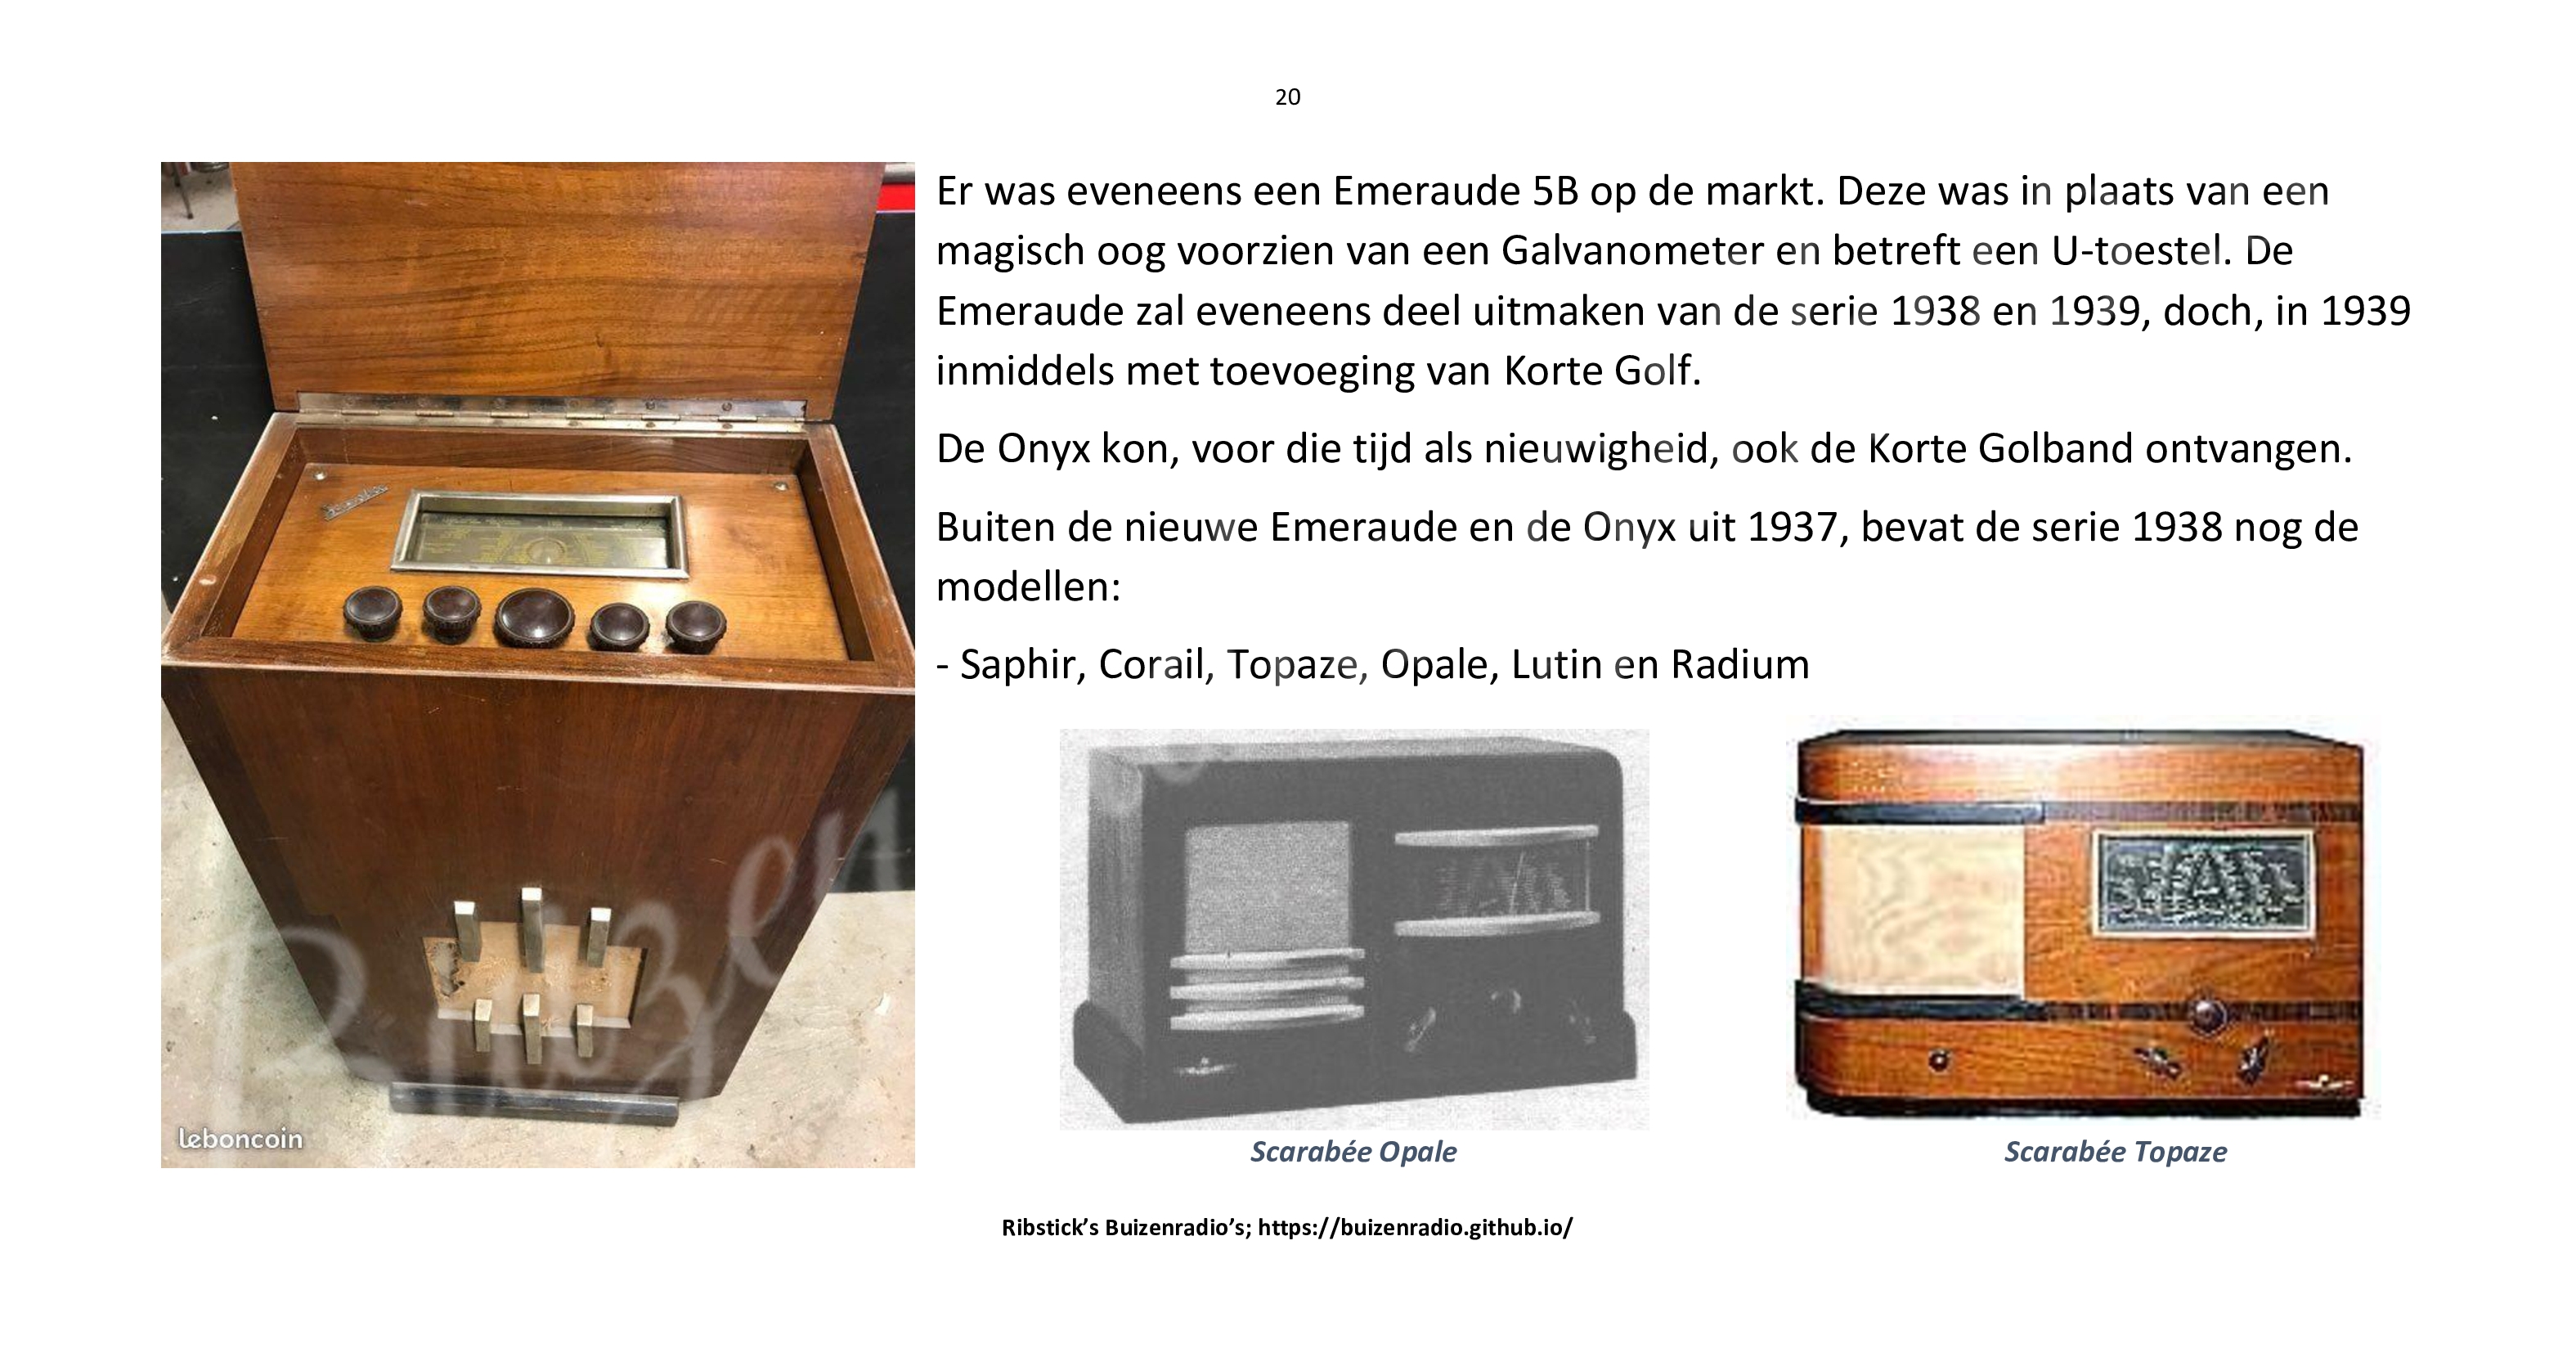 20
Er was eveneens een Emeraude 5B op de markt. Deze was in plaats van een
magisch oog voorzien van een Galvanometer en betreft een U-toestel. De
Emeraude zal eveneens deel uitmaken van de serie 1938 en 1939, doch, in 1939
inmiddels met toevoeging van Korte Golf.
De Onyx kon, voor die tijd als nieuwigheid, ook de Korte Golband ontvangen.
Buiten de nieuwe Emeraude en de Onyx uit 1937, bevat de serie 1938 nog de
modellen:
- Saphir, Corail, Topaze, Opale, Lutin en Radium
leboncoin
Scarabée Opale
Scarabée Topaze
Ribstick’s Buizenradio’s; https://buizenradio.github.io/